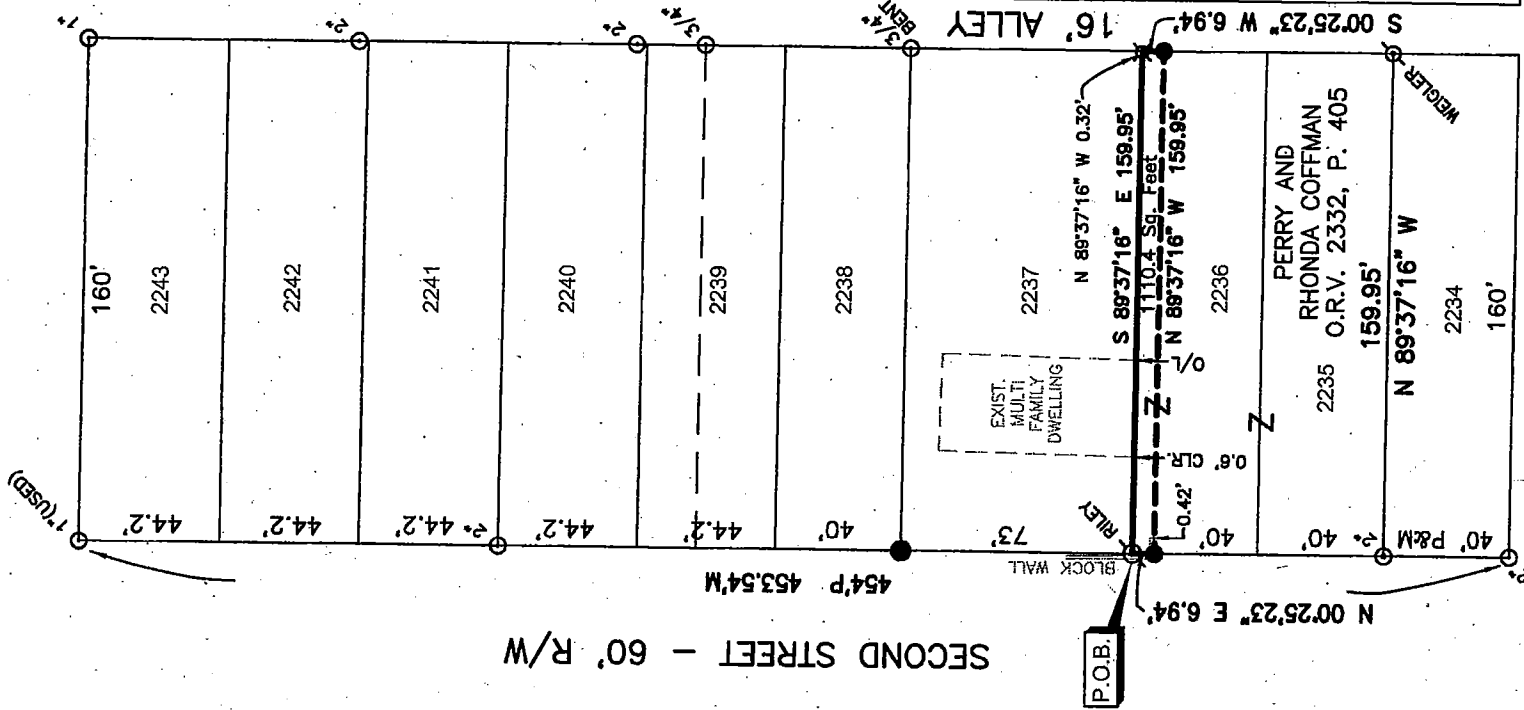 1"
2"
2"
3/4"
3/4"
BENT
16' ALLEY
S 00°25'23" W 6.94'
160'
2243
2242
2241
2240
2239
2238
2237
N 89°37'16" W 0.32'
S 89°37'16" E 159.95'
1110.4 Sq. Feet
N 89°37'16" W 159.95'
2236
PERRY AND
RHONDA COFFMAN
O.R.V. 2332, P. 405
2235
159.95'
N 89°37'16" W
WEIGLER
2234
160'
EXIST.
MULTI
FAMILY
DWELLING
O/L
Z
Z
0.6' CLR.
1" (USED)
44.2'
44.2'
44.2'
2"
44.2'
44.2'
40'
73'
RILEY
0.42'
40'
40'
2"
40' P&M
2"
BLOCK WALL
454'P 453.54'M
N 00°25'23" E 6.94'
P.O.B.
SECOND STREET - 60' R/W